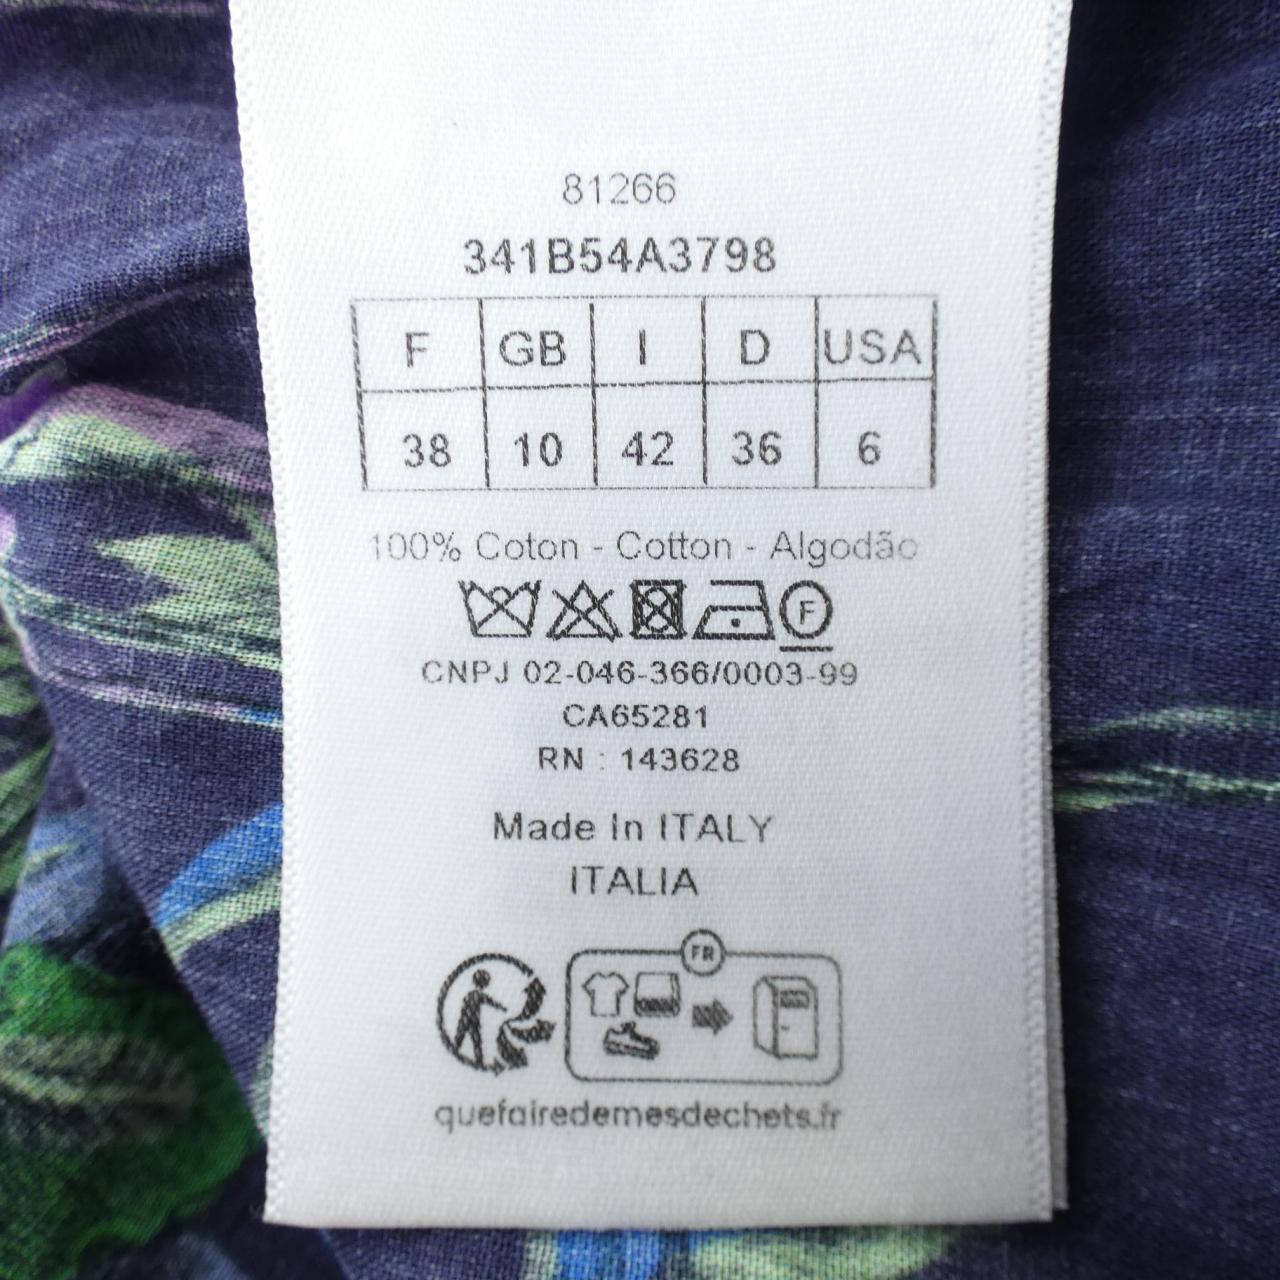 81266
341B54A3798
F GB I D USA
38 10 42 36 6
100% Coton - Cotton - Algodão
F
CNPJ 02-046-366/0003-99
CA65281
RN : 143628
Made In ITALY
ITALIA
FR
quefairedemesdechets.fr